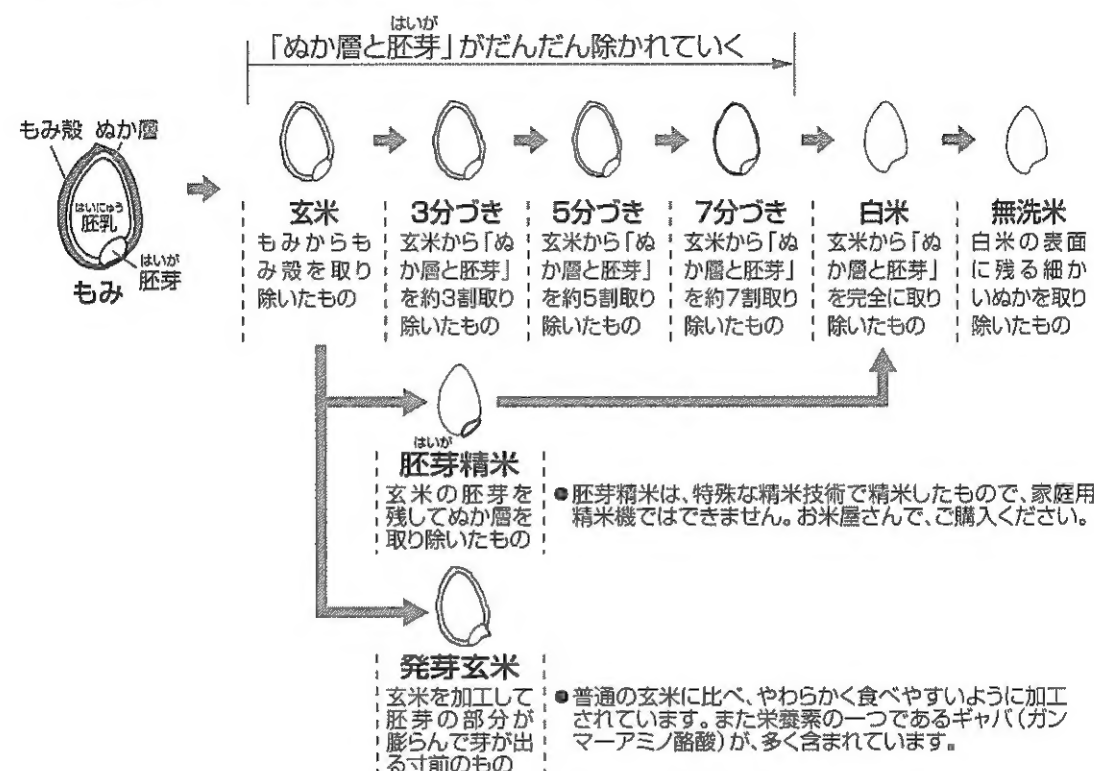 はいが
「ぬか層と胚芽」がだんだん除かれていく
もみ殻 ぬか層
はいにゅう
胚乳
はいが
胚芽
もみ
玄米
もみからも
み殻を取り
除いたもの
3分づき
玄米から「ぬ
か層と胚芽」
を約3割取り
除いたもの
5分づき
玄米から「ぬ
か層と胚芽」
を約5割取り
除いたもの
7分づき
玄米から「ぬ
か層と胚芽」
を約7割取り
除いたもの
白米
玄米から「ぬ
か層と胚芽」
を完全に取り
除いたもの
無洗米
白米の表面
に残る細か
いぬかを取り
除いたもの
はいが
胚芽精米
玄米の胚芽を
残してぬか層を
取り除いたもの
●胚芽精米は、特殊な精米技術で精米したもので、家庭用
精米機ではできません。お米屋さんで、ご購入ください。
発芽玄米
玄米を加工して
胚芽の部分が
膨らんで芽が出
る寸前のもの
●普通の玄米に比べ、やわらかく食べやすいように加工
されています。また栄養素の一つであるギャバ(ガン
マーアミノ酪酸)が、多く含まれています。